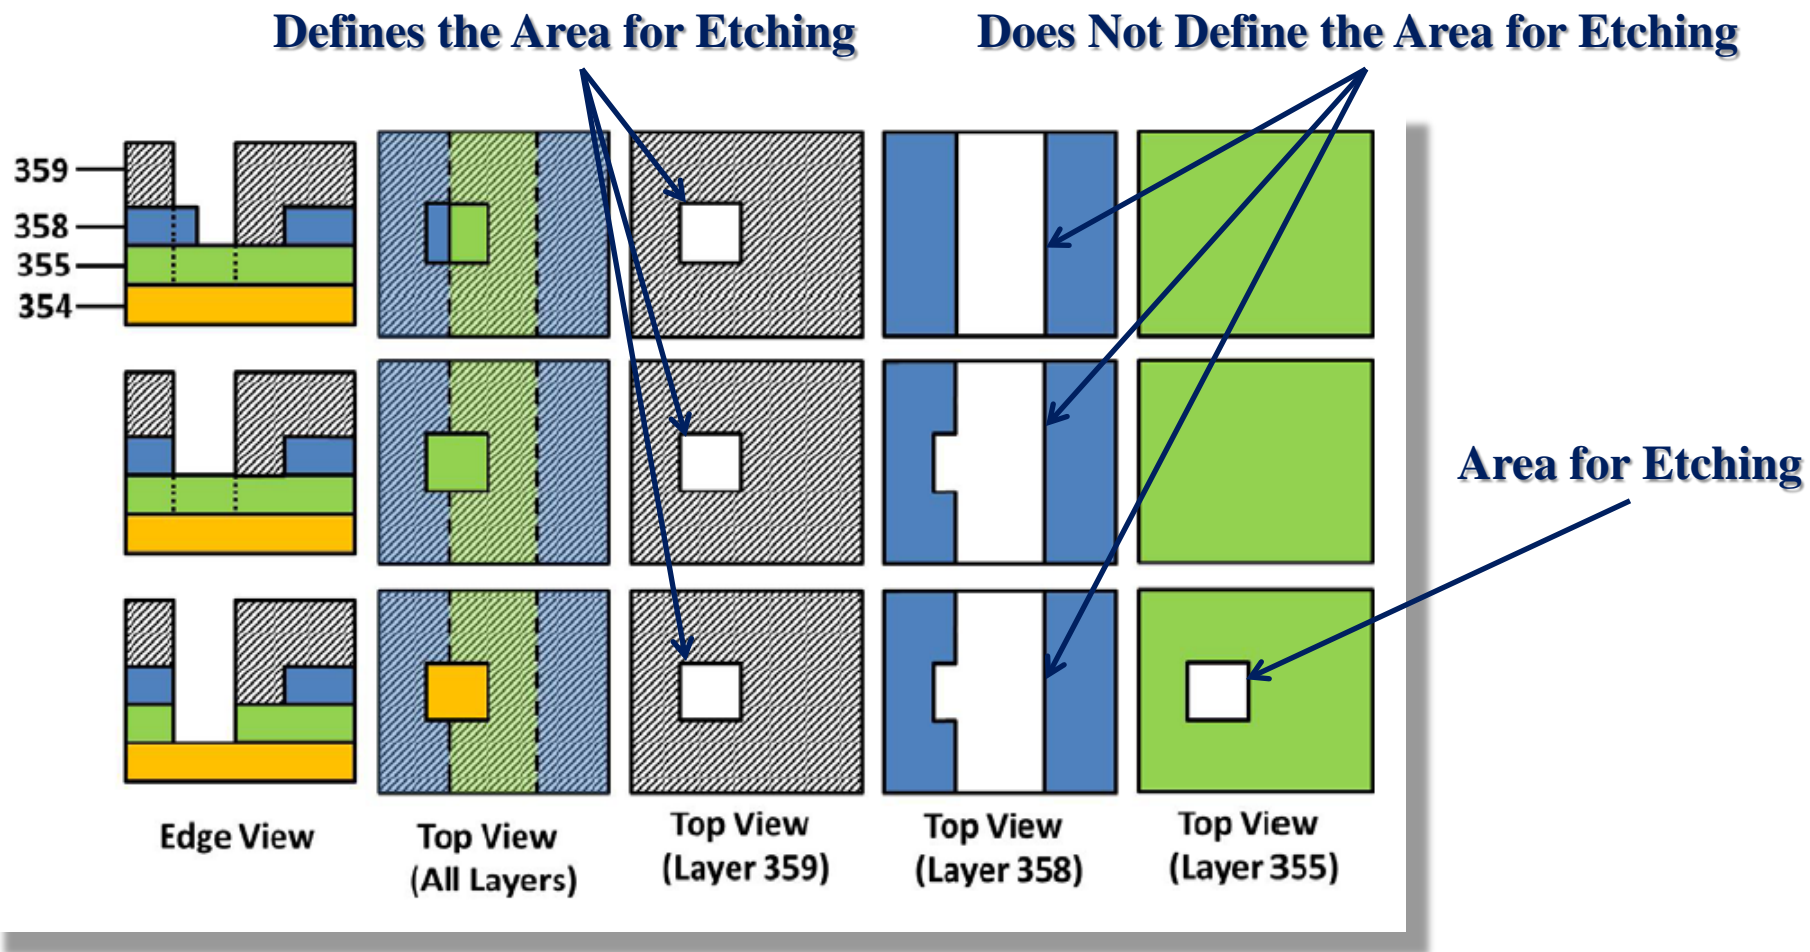 Defines the Area for Etching
Does Not Define the Area for Etching
359
358
355
354
Area for Etching
Edge View
Top View
(All Layers)
Top View
(Layer 359)
Top View
(Layer 358)
Top View
(Layer 355)